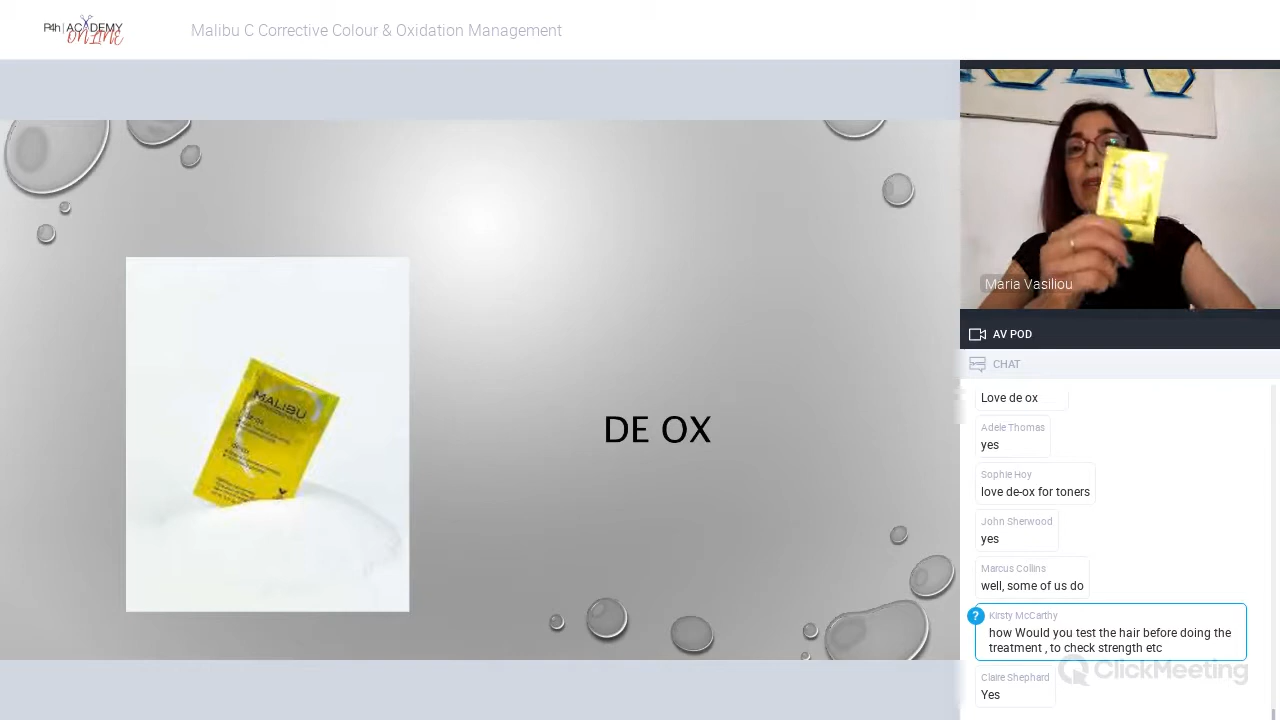 P4h | ACADEMY
ONLINE
Malibu C Corrective Colour & Oxidation Management
MALIBU
de·ox
DE OX
Maria Vasiliou
AV POD
CHAT
Love de ox
Adele Thomas
yes
Sophie Hoy
love de-ox for toners
John Sherwood
yes
Marcus Collins
well, some of us do
?
Kirsty McCarthy
how Would you test the hair before doing the
treatment , to check strength etc
Claire Shephard
Yes
ClickMeeting